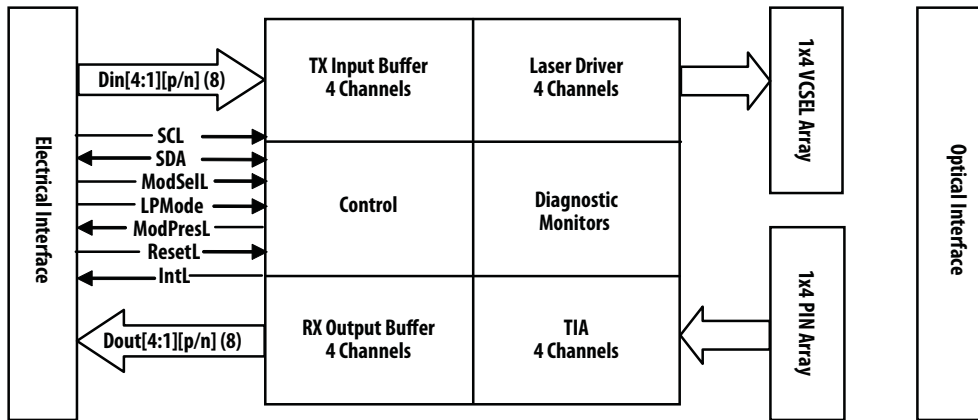 Electrical Interface
Din[4:1][p/n] (8)
SCL
SDA
ModSelL
LPMode
ModPresL
ResetL
IntL
Dout[4:1][p/n] (8)
TX Input Buffer
4 Channels
Laser Driver
4 Channels
Control
Diagnostic
Monitors
RX Output Buffer
4 Channels
TIA
4 Channels
1x4 VCSEL Array
1x4 PIN Array
Optical Interface